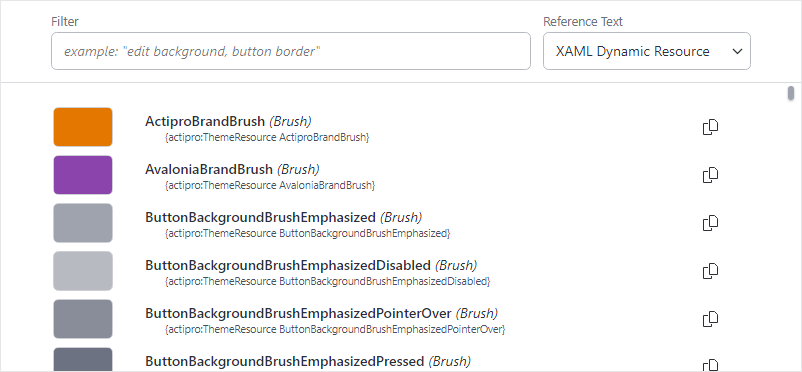 Filter
Reference Text
example: "edit background, button border"
XAML Dynamic Resource
ActiproBrandBrush (Brush)
{actipro:ThemeResource ActiproBrandBrush}
AvaloniaBrandBrush (Brush)
{actipro:ThemeResource AvaloniaBrandBrush}
ButtonBackgroundBrushEmphasized (Brush)
{actipro:ThemeResource ButtonBackgroundBrushEmphasized}
ButtonBackgroundBrushEmphasizedDisabled (Brush)
{actipro:ThemeResource ButtonBackgroundBrushEmphasizedDisabled}
ButtonBackgroundBrushEmphasizedPointerOver (Brush)
{actipro:ThemeResource ButtonBackgroundBrushEmphasizedPointerOver}
ButtonBackgroundBrushEmphasizedPressed (Brush)